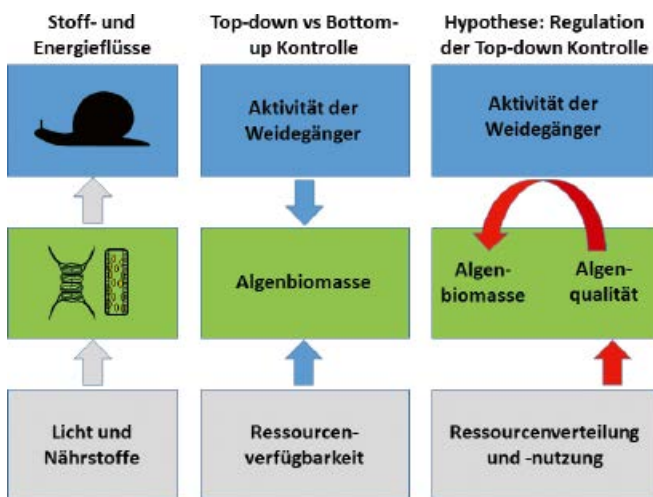 Stoff- und
Energieflüsse
Top-down vs Bottom-
up Kontrolle
Hypothese: Regulation
der Top-down Kontrolle
Aktivität der
Weidegänger
Aktivität der
Weidegänger
Algenbiomasse
Algen-
biomasse
Algen-
qualität
Licht und
Nährstoffe
Ressourcen-
verfügbarkeit
Ressourcenverteilung
und -nutzung